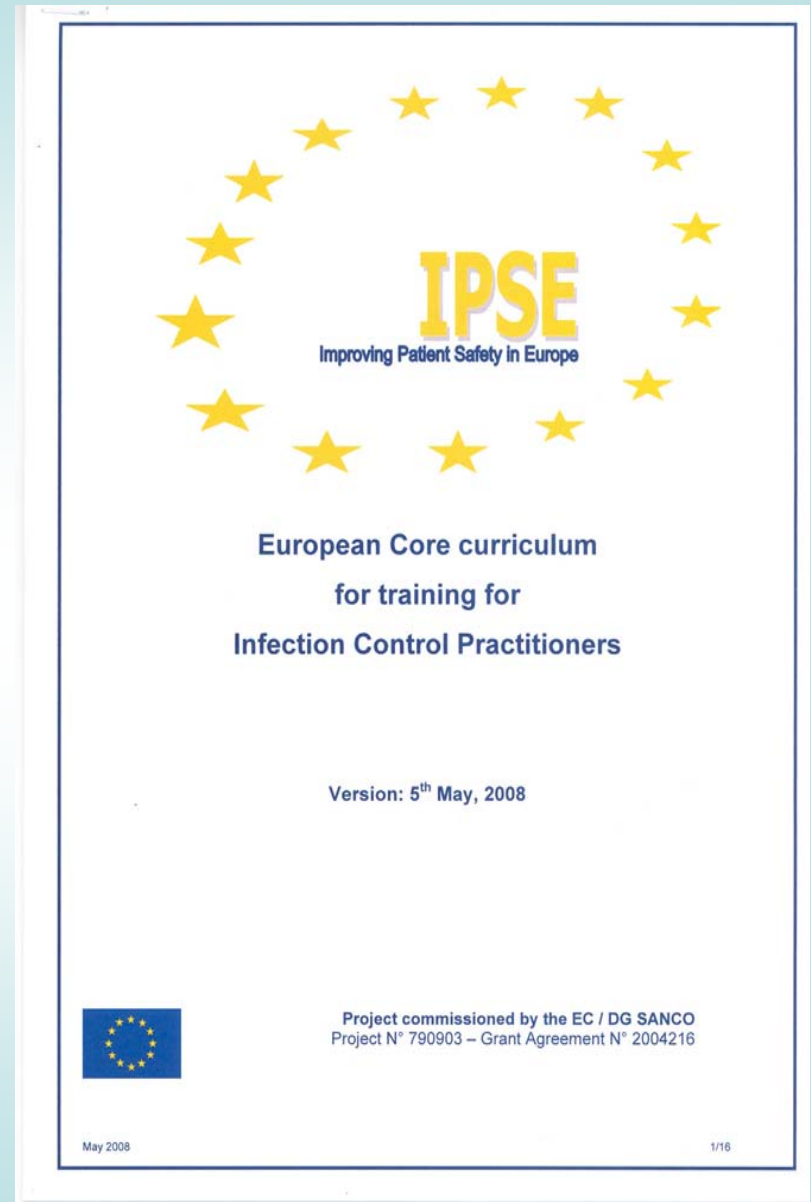 IPSE
Improving Patient Safety in Europe
European Core curriculum
for training for
Infection Control Practitioners
Version: 5th May, 2008
Project commissioned by the EC / DG SANCO
Project N° 790903 – Grant Agreement N° 2004216
May 2008
1/16